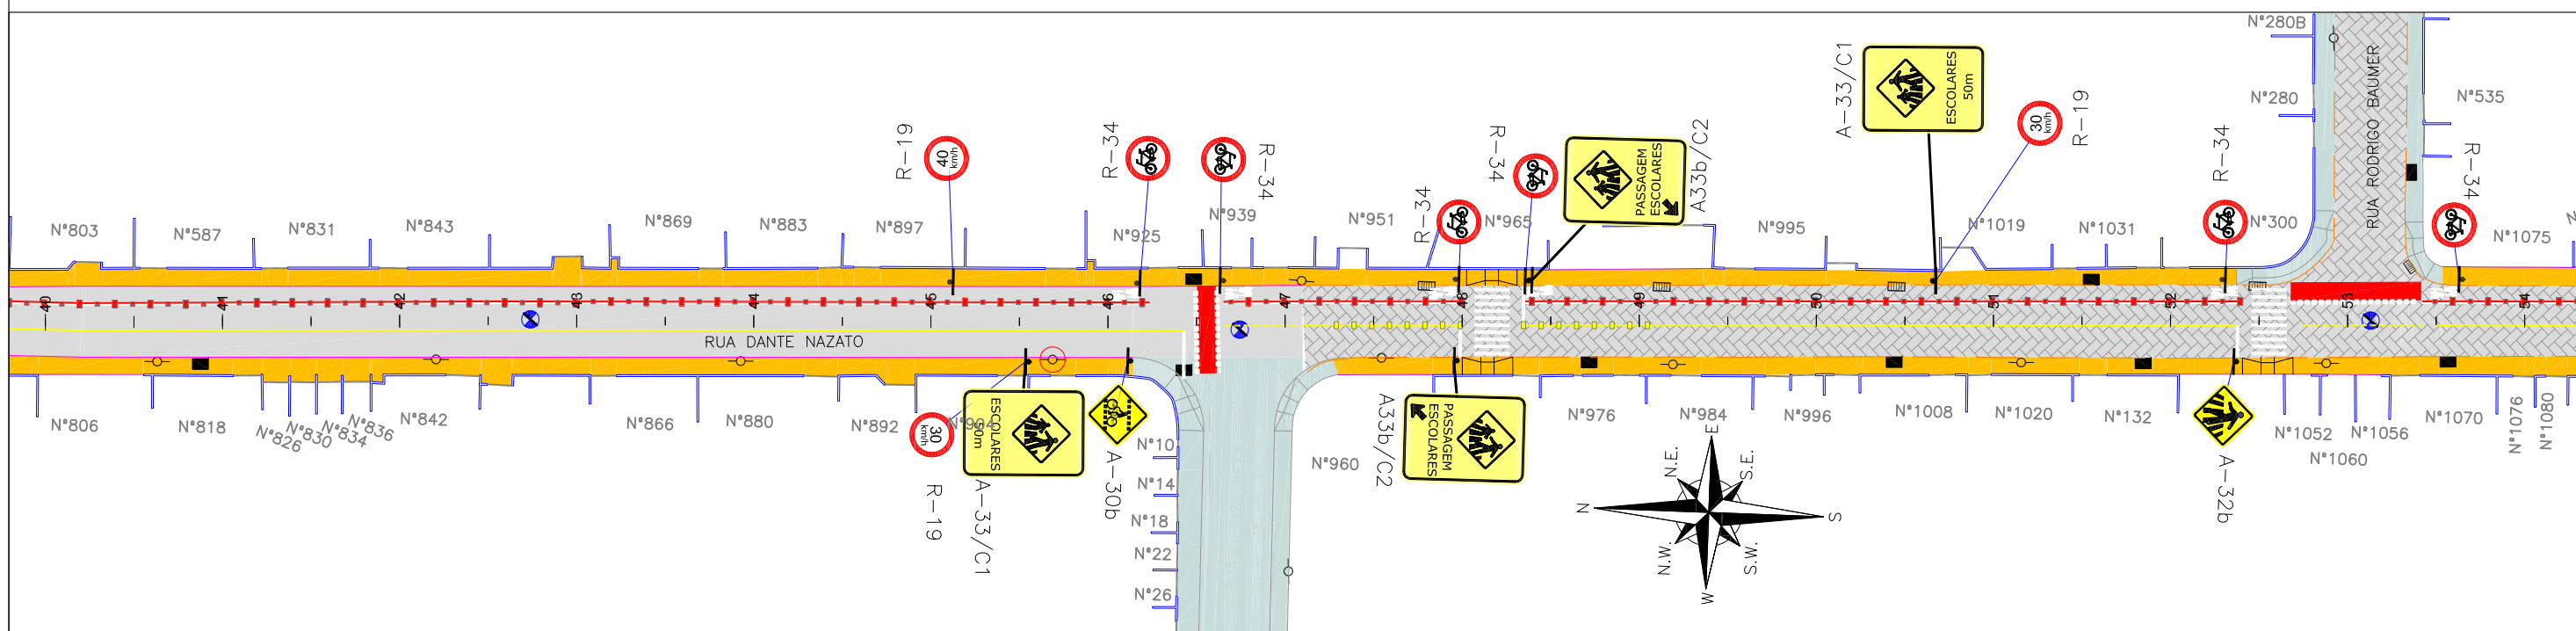 N°280B
A-33/C1
ESCOLARES
50m
R-19
30
km/h
N°280
RUA RODRIGO BAUMER
N°535
R-19
40
km/h
R-34
R-34
R-34
R-34
PASSAGEM
ESCOLARES
A33b/C2
R-34
R-34
N°803
N°587
N°831
N°843
N°869
N°883
N°897
N°925
N°939
N°951
N°965
N°995
N°1019
N°1031
N°300
N°1075
40
41
42
43
44
45
46
47
48
49
50
51
52
53
54
RUA DANTE NAZATO
N°806
N°818
N°826
N°830
N°834
N°836
N°842
N°866
N°880
N°892
30
km/h
R-19
ESCOLARES
50m
A-33/C1
A-30b
N°10
N°14
N°18
N°22
N°26
N°960
A33b/C2
PASSAGEM
ESCOLARES
N°976
N°984
N°996
N°1008
N°1020
N°132
A-32b
N°1052
N°1056
N°1060
N°1070
N°1076
N°1080
E
N.E.
S.E.
N
S
N.W.
S.W.
W